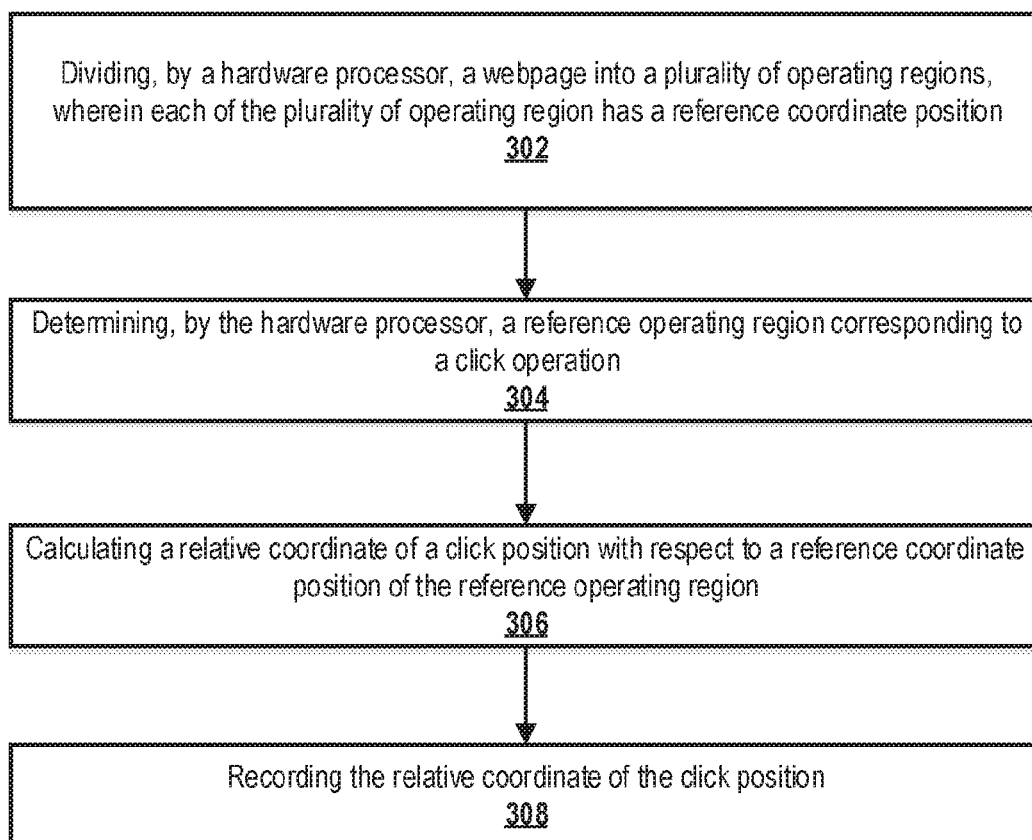 Dividing, by a hardware processor, a webpage into a plurality of operating regions,
wherein each of the plurality of operating region has a reference coordinate position
302
Determining, by the hardware processor, a reference operating region corresponding to
a click operation
304
Calculating a relative coordinate of a click position with respect to a reference coordinate
position of the reference operating region
306
Recording the relative coordinate of the click position
308